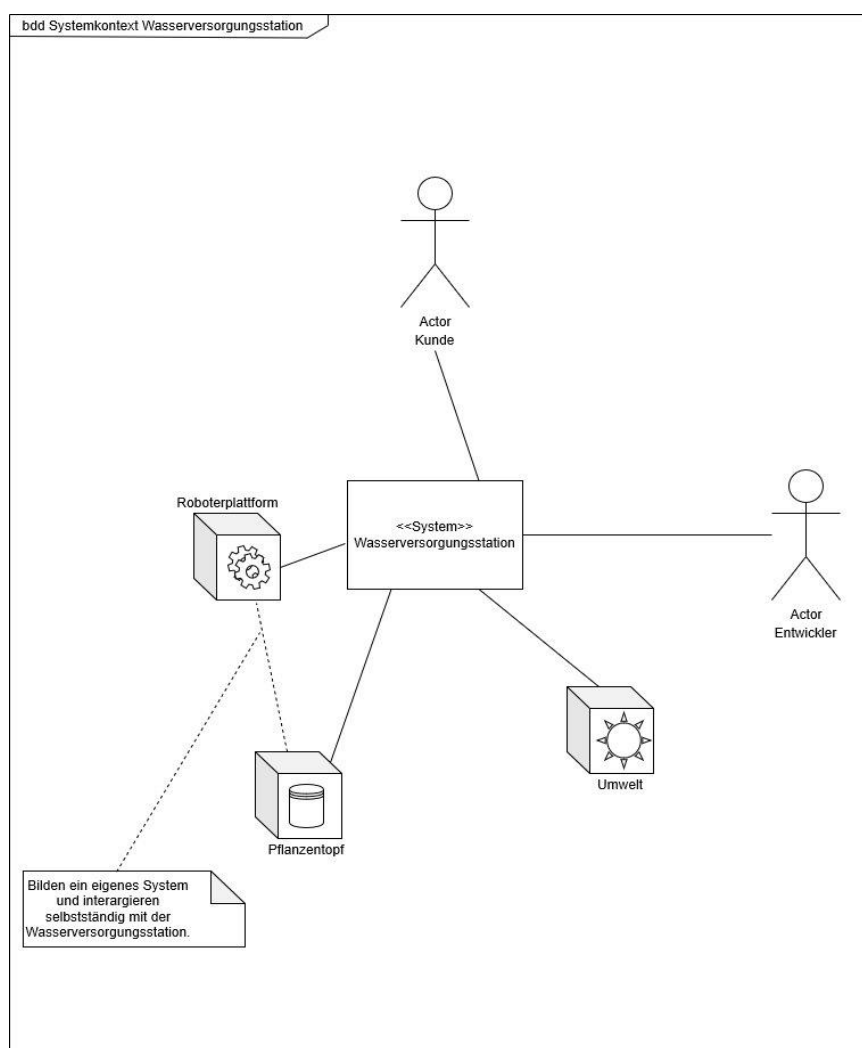 bdd Systemkontext Wasserversorgungsstation
Actor
Kunde
Roboterplattform
<<System>>
Wasserversorgungsstation
Actor
Entwickler
Umwelt
Pflanzentopf
Bilden ein eigenes System
und interargieren
selbstständig mit der
Wasserversorgungsstation.